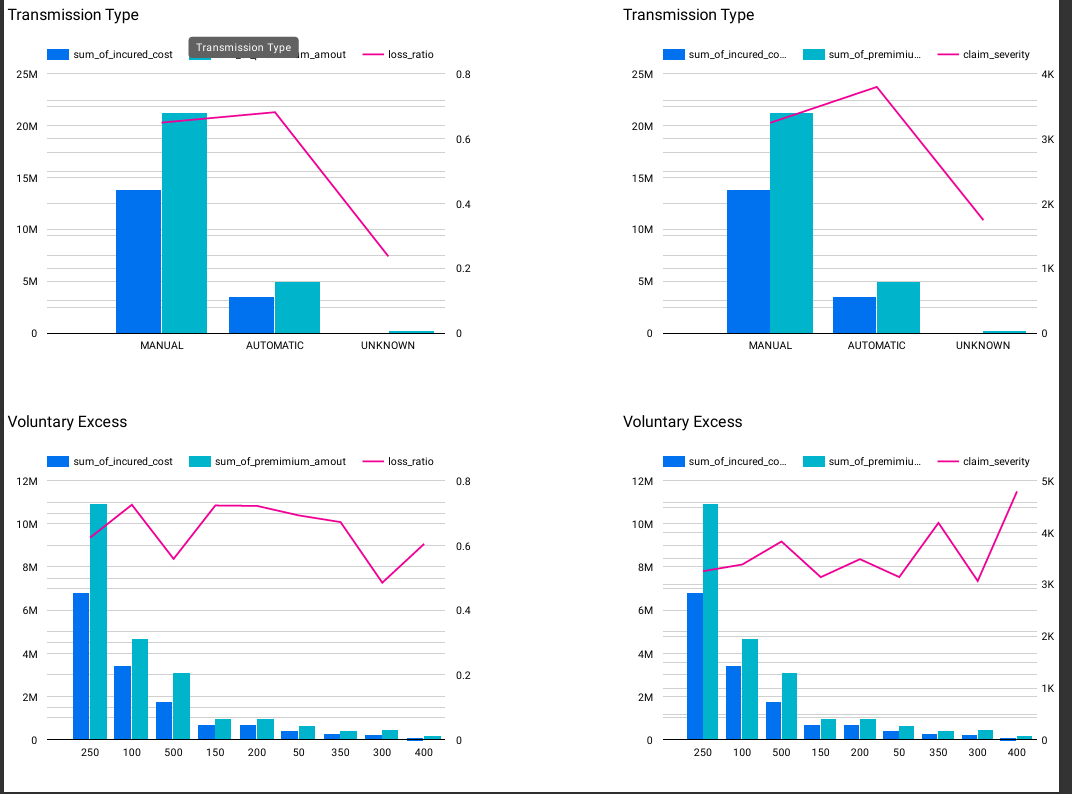 Transmission Type
sum_of_incured_cost Transmission Type m_amout loss_ratio
25M 0.8
20M 0.6
15M
0.4
10M
0.2
5M
0 0
MANUAL AUTOMATIC UNKNOWN
Transmission Type
sum_of_incured_co... sum_of_premimiu... claim_severity
25M 4K
20M 3K
15M
2K
10M
1K
5M
0 0
MANUAL AUTOMATIC UNKNOWN
Voluntary Excess
sum_of_incured_cost sum_of_premimium_amout loss_ratio
12M 0.8
10M
0.6
8M
6M 0.4
4M
0.2
2M
0 0
250 100 500 150 200 50 350 300 400
Voluntary Excess
sum_of_incured_co... sum_of_premimiu... claim_severity
12M 5K
10M 4K
8M
3K
6M
2K
4M
1K
2M
0 0
250 100 500 150 200 50 350 300 400